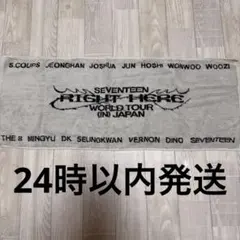 S.COUPS JEONGHAN JOSHUA JUN HOSHI WONWOO WOOZI
SEVENTEEN
RIGHT HERE
WORLD TOUR
[IN] JAPAN
THE 8 MINGYU DK SEUNGKWAN VERNON DINO SEVENTEEN
24時以内発送